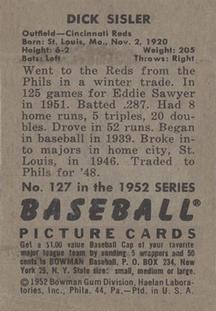 DICK SISLER
Outfield—Cincinnati Reds
Born: St. Louis, Mo., Nov. 2, 1920
Height: 6-2 Weight: 205
Bats: Left Throws: Right
Went to the Reds from the
Phils in a winter trade. In
125 games for Eddie Sawyer
in 1951. Batted .287. Had 8
home runs, 5 triples, 20 dou-
bles. Drove in 52 runs. Began
in baseball in 1939. Broke in-
to majors in home city, St.
Louis, in 1946. Traded to
Phils for '48.
No. 127 in the 1952 SERIES
BASEBALL®
PICTURE CARDS
Get a $1.00 value Baseball Cap of your favorite
major league team by sending 5 wrappers and 50
cents to BOWMAN BASEBALL, P. O. BOX 234, NEW
YORK 25, N. Y. State size: small, medium or large.
©1952 Bowman Gum Division, Haelan Labora-
tories, Inc., Phila. 44, Pa.—Ptd. in U. S. A.